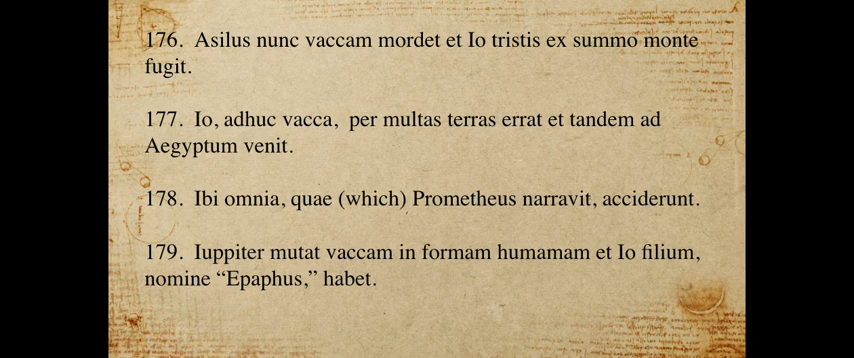 176. Asilus nunc vaccam mordet et Io tristis ex summo monte
fugit.
177. Io, adhuc vacca, per multas terras errat et tandem ad
Aegyptum venit.
178. Ibi omnia, quae (which) Prometheus narravit, acciderunt.
179. Iuppiter mutat vaccam in formam humamam et Io filium,
nomine “Epaphus,” habet.